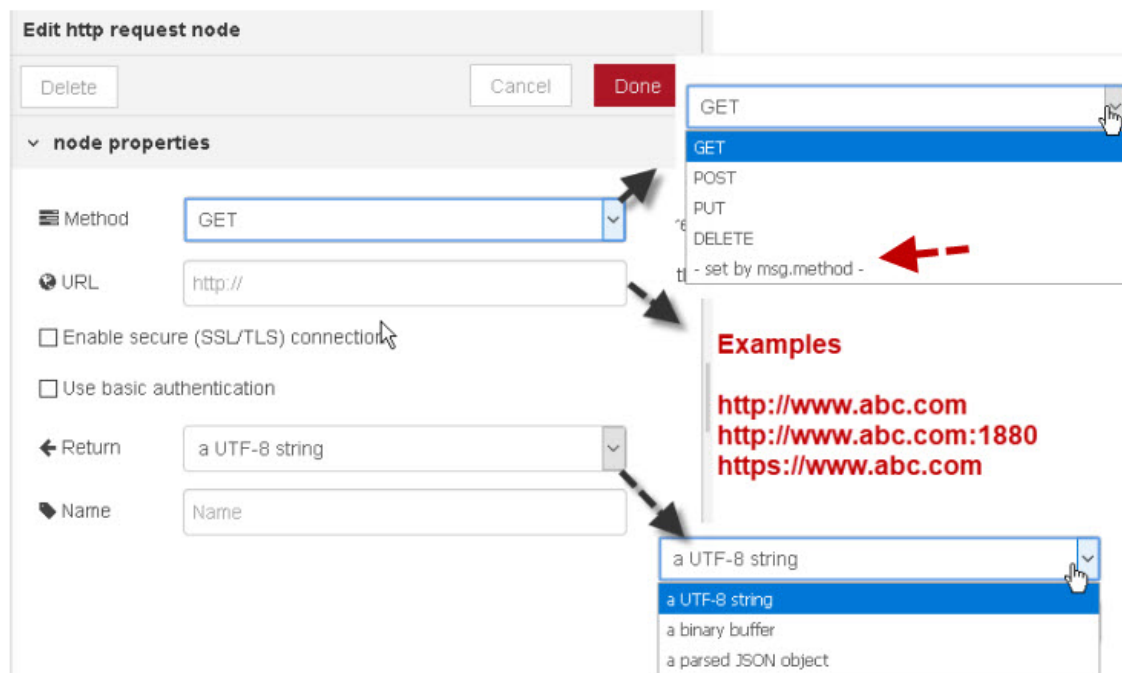 Edit http request node
Delete
Cancel
Done
node properties
Method
GET
URL
http://
Enable secure (SSL/TLS) connection
Use basic authentication
Return
a UTF-8 string
Name
Name
GET
GET
POST
PUT
DELETE
- set by msg.method -
Examples
http://www.abc.com
http://www.abc.com:1880
https://www.abc.com
a UTF-8 string
a UTF-8 string
a binary buffer
a parsed JSON object